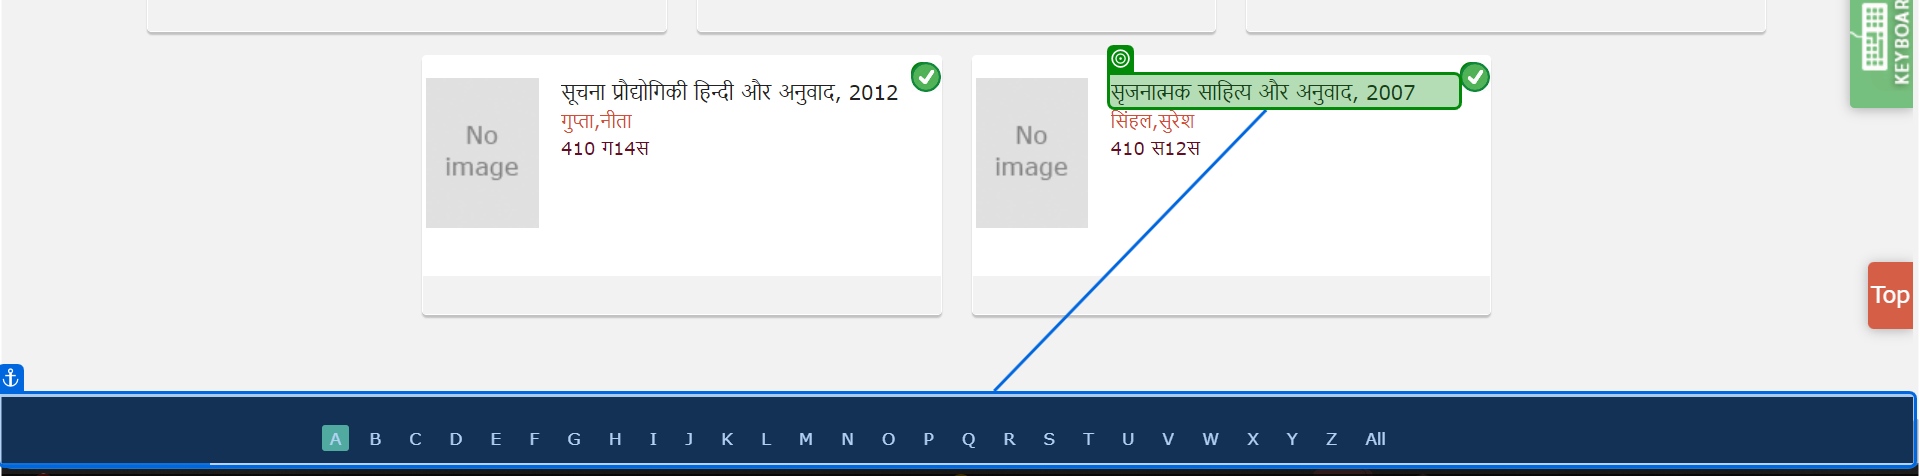 KEYBOAR
No image
सूचना प्रौद्योगिकी हिन्दी और अनुवाद, 2012
गुप्ता,नीता
410 ग14स
No image
सृजनात्मक साहित्य और अनुवाद, 2007
सिंहल,सुरेश
410 स12स
Top
A B C D E F G H I J K L M N O P Q R S T U V W X Y Z All